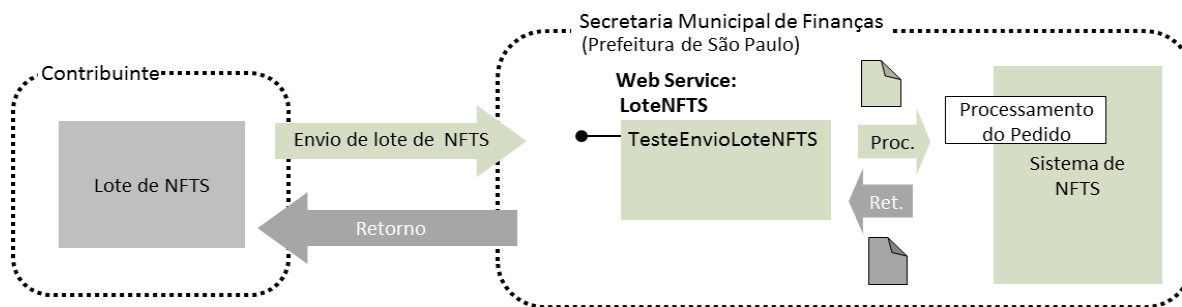 Secretaria Municipal de Finanças
(Prefeitura de São Paulo)
Contribuinte
Web Service:
LoteNFTS
Envio de lote de NFTS
TesteEnvioLoteNFTS
Proc.
Processamento
do Pedido
Lote de NFTS
Sistema de
NFTS
Retorno
Ret.